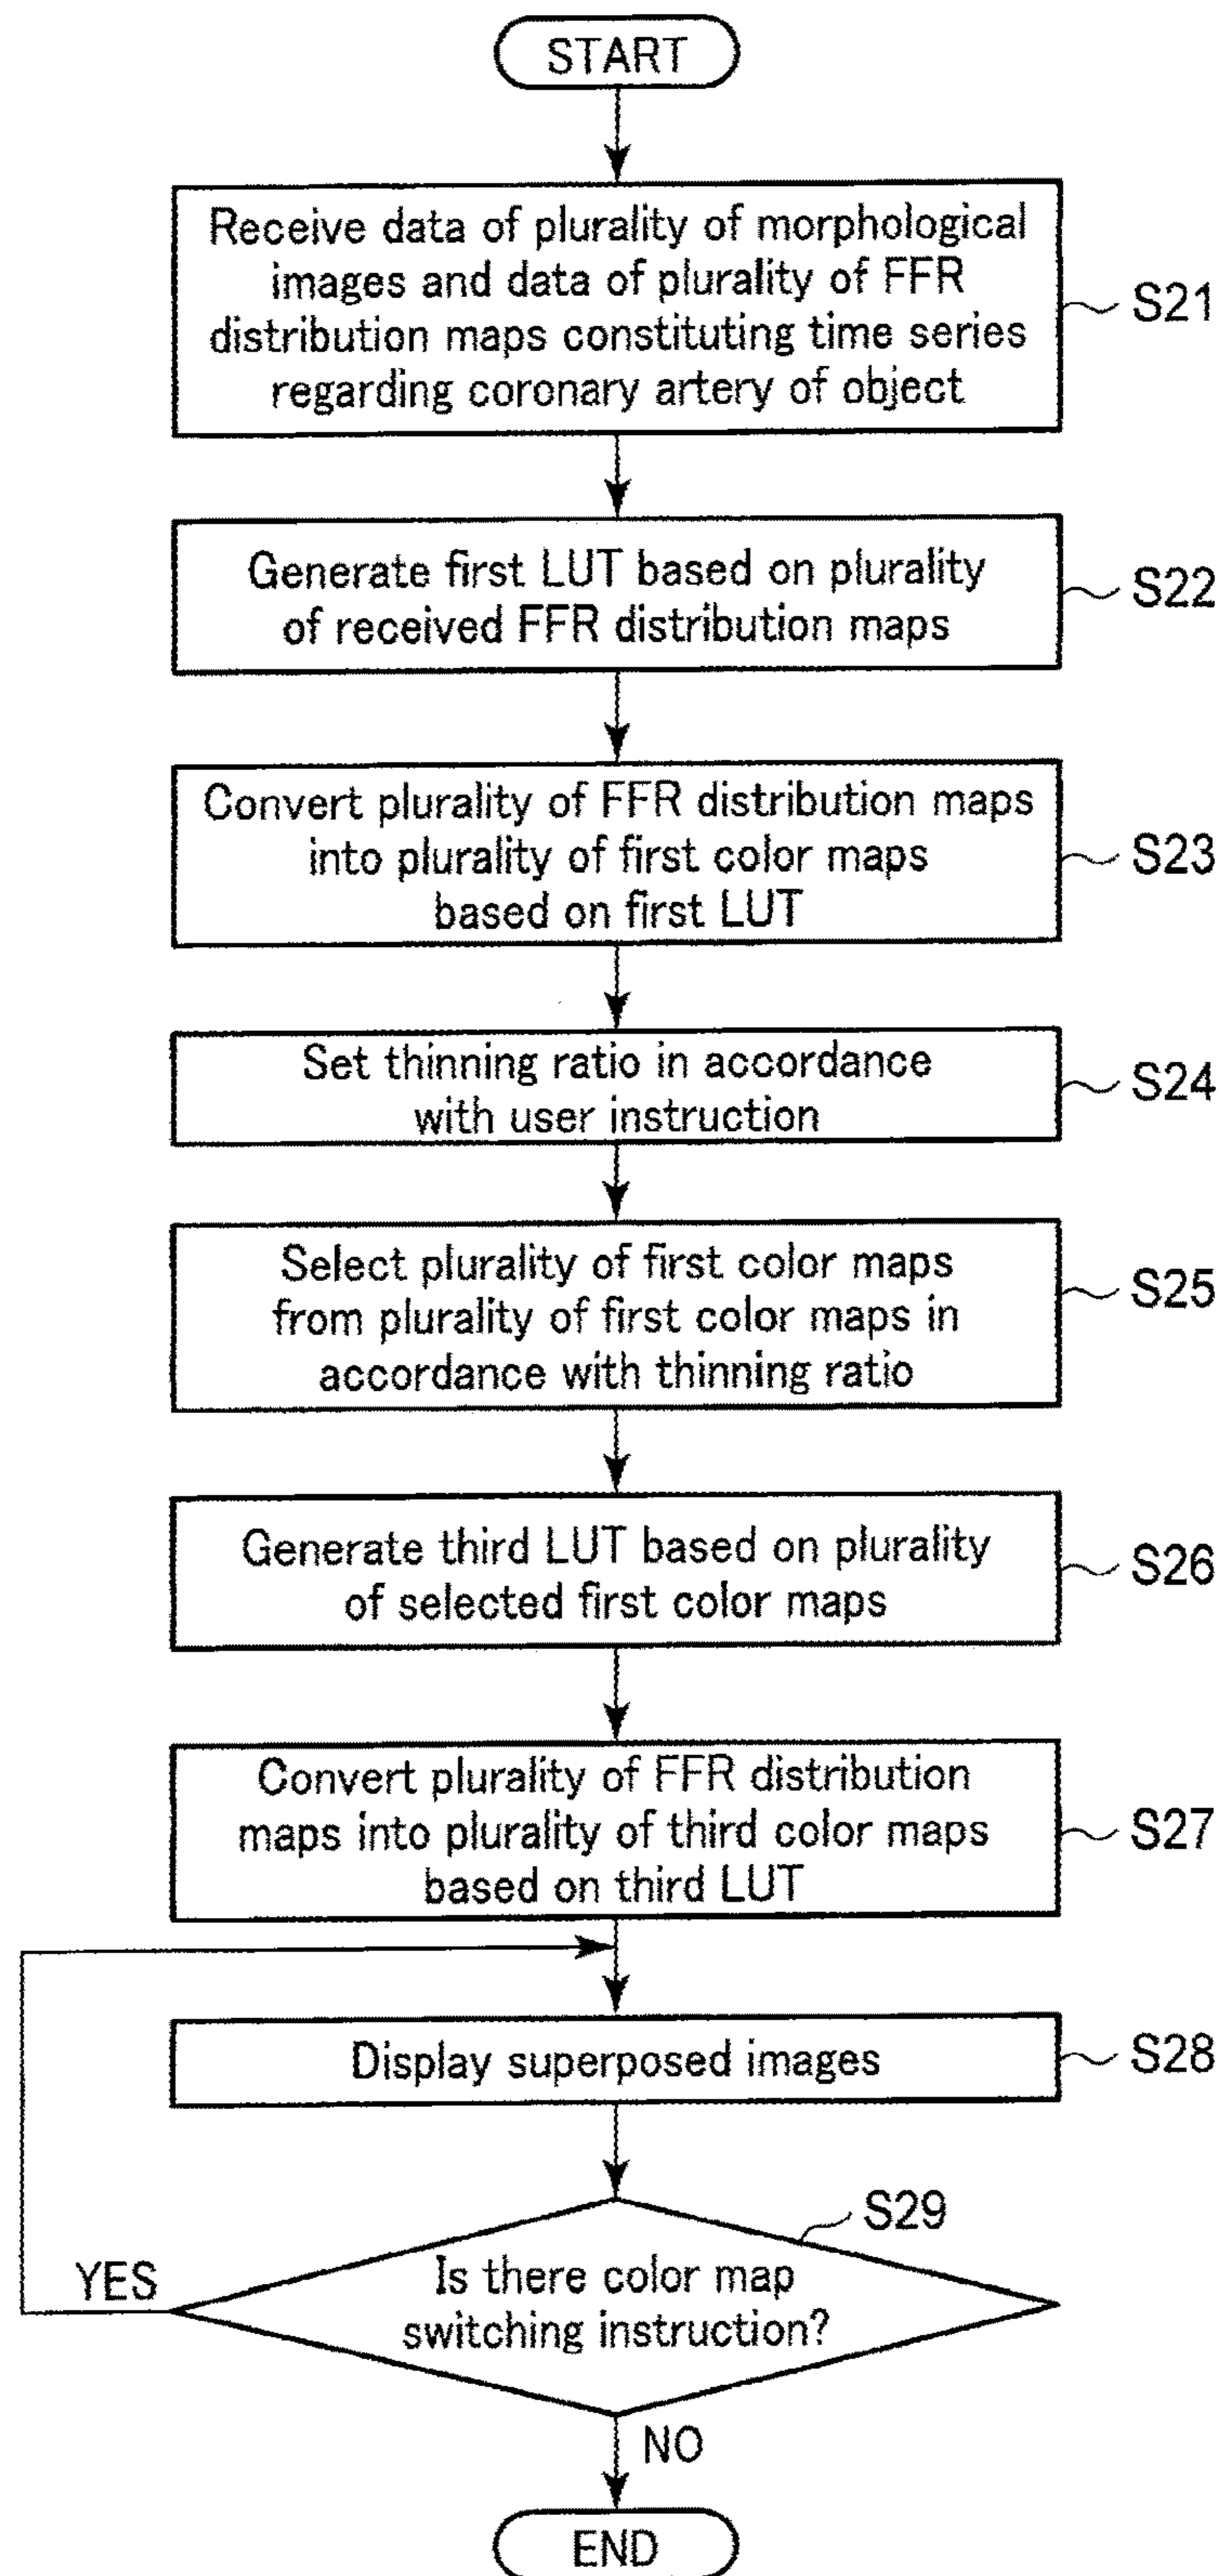 START
Receive data of plurality of morphological
images and data of plurality of FFR
distribution maps constituting time series
regarding coronary artery of object
S21
Generate first LUT based on plurality
of received FFR distribution maps
S22
Convert plurality of FFR distribution maps
into plurality of first color maps
based on first LUT
S23
Set thinning ratio in accordance
with user instruction
S24
Select plurality of first color maps
from plurality of first color maps in
accordance with thinning ratio
S25
Generate third LUT based on plurality
of selected first color maps
S26
Convert plurality of FFR distribution
maps into plurality of third color maps
based on third LUT
S27
Display superposed images
S28
S29
Is there color map
switching instruction?
YES
NO
END